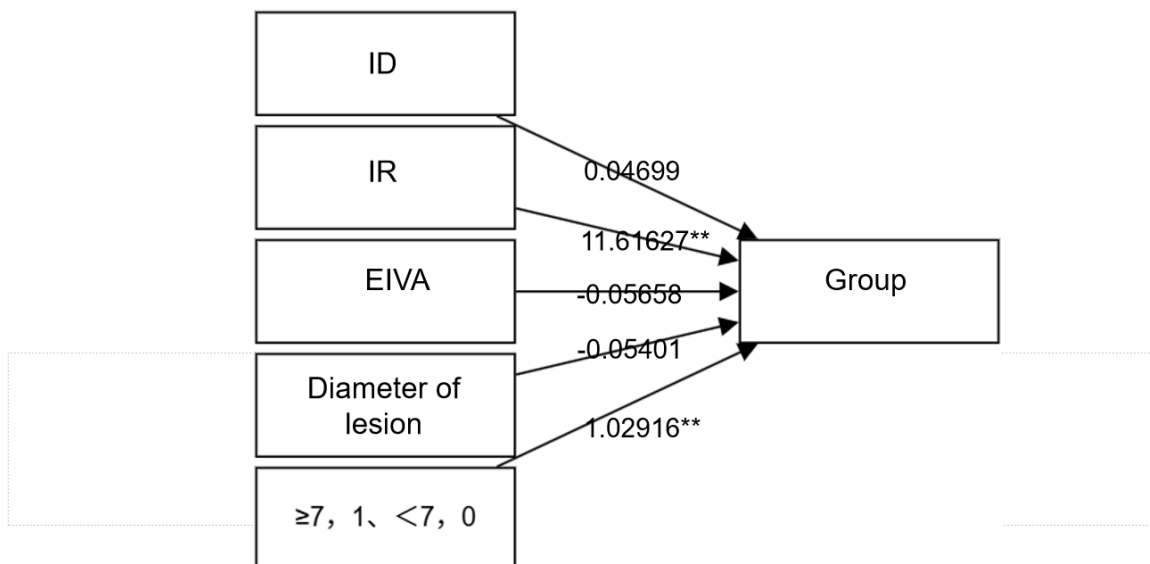 ID
IR
EIVA
Diameter of
lesion
≥7，1、＜7，0
0.04699
11.61627**
-0.05658
-0.05401
1.02916**
Group